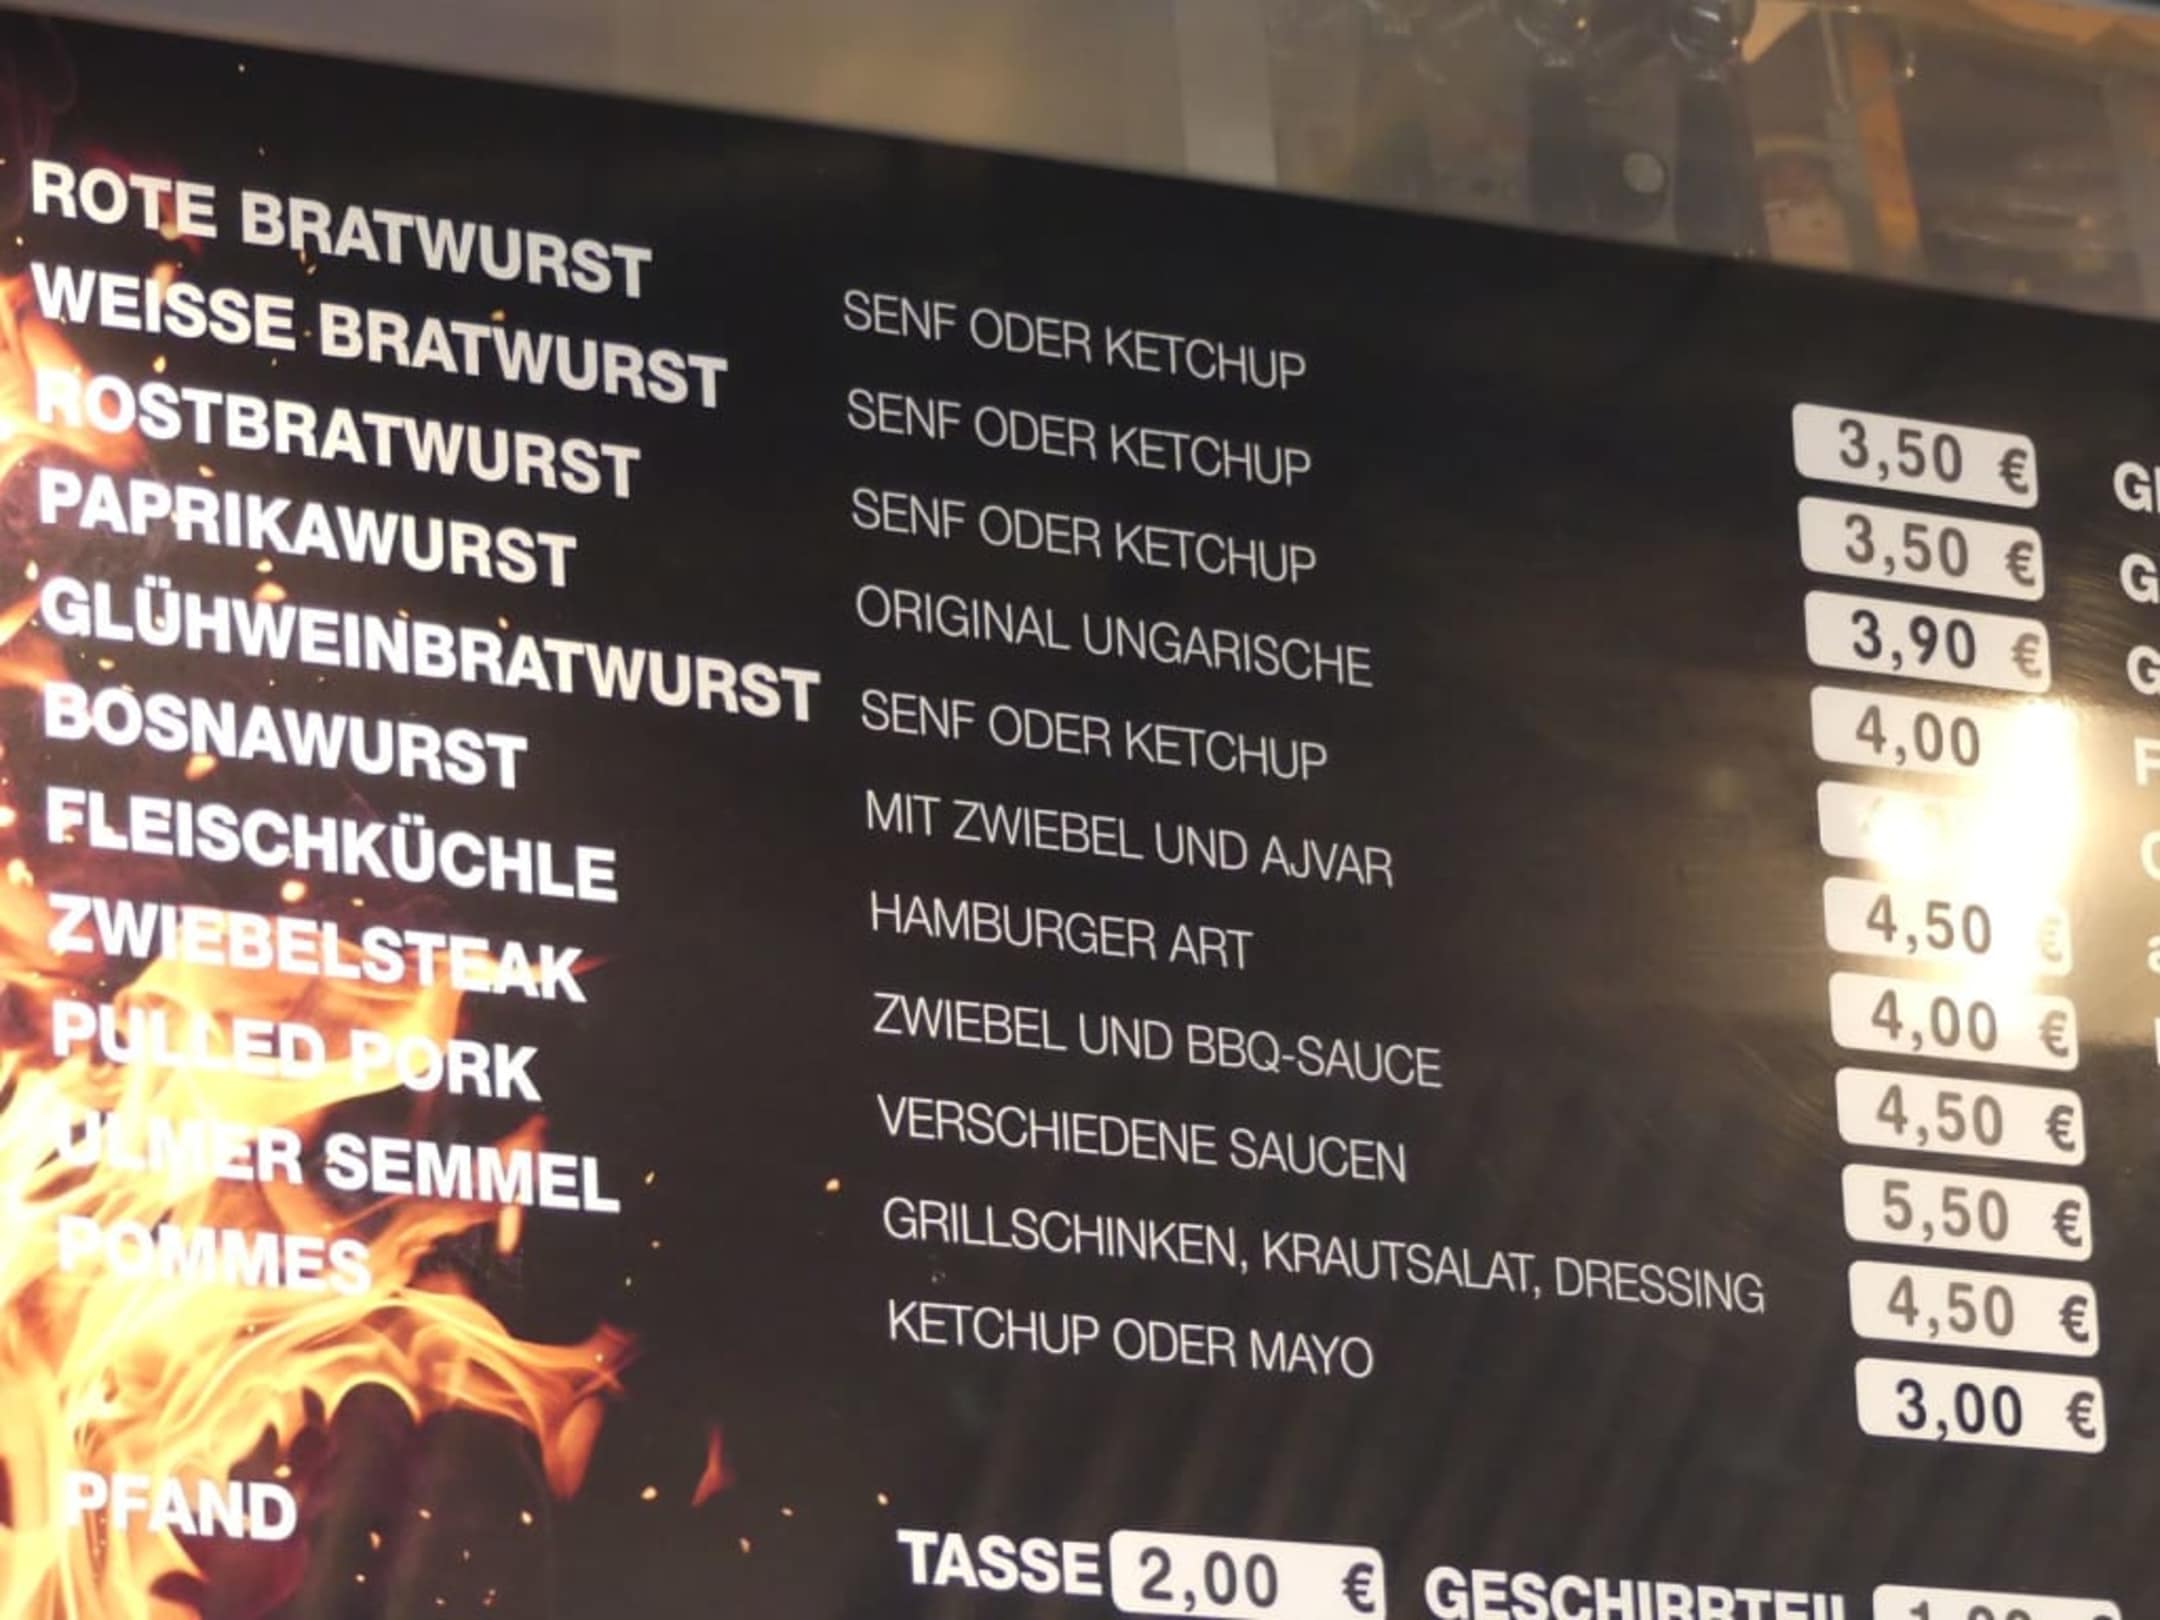 ROTE BRATWURST SENF ODER KETCHUP 3,50 €
WEISSE BRATWURST SENF ODER KETCHUP 3,50 €
ROSTBRATWURST SENF ODER KETCHUP 3,90 €
PAPRIKAWURST ORIGINAL UNGARISCHE 4,00
GLÜHWEINBRATWURST SENF ODER KETCHUP
BOSNAWURST MIT ZWIEBEL UND AJVAR 4,50 €
FLEISCHKÜCHLE HAMBURGER ART 4,00 €
ZWIEBELSTEAK ZWIEBEL UND BBQ-SAUCE 4,50 €
PULLED PORK VERSCHIEDENE SAUCEN 5,50 €
ULMER SEMMEL GRILLSCHINKEN, KRAUTSALAT, DRESSING 4,50 €
POMMES KETCHUP ODER MAYO 3,00 €
PFAND TASSE 2,00 € GESCHIRRTEIL